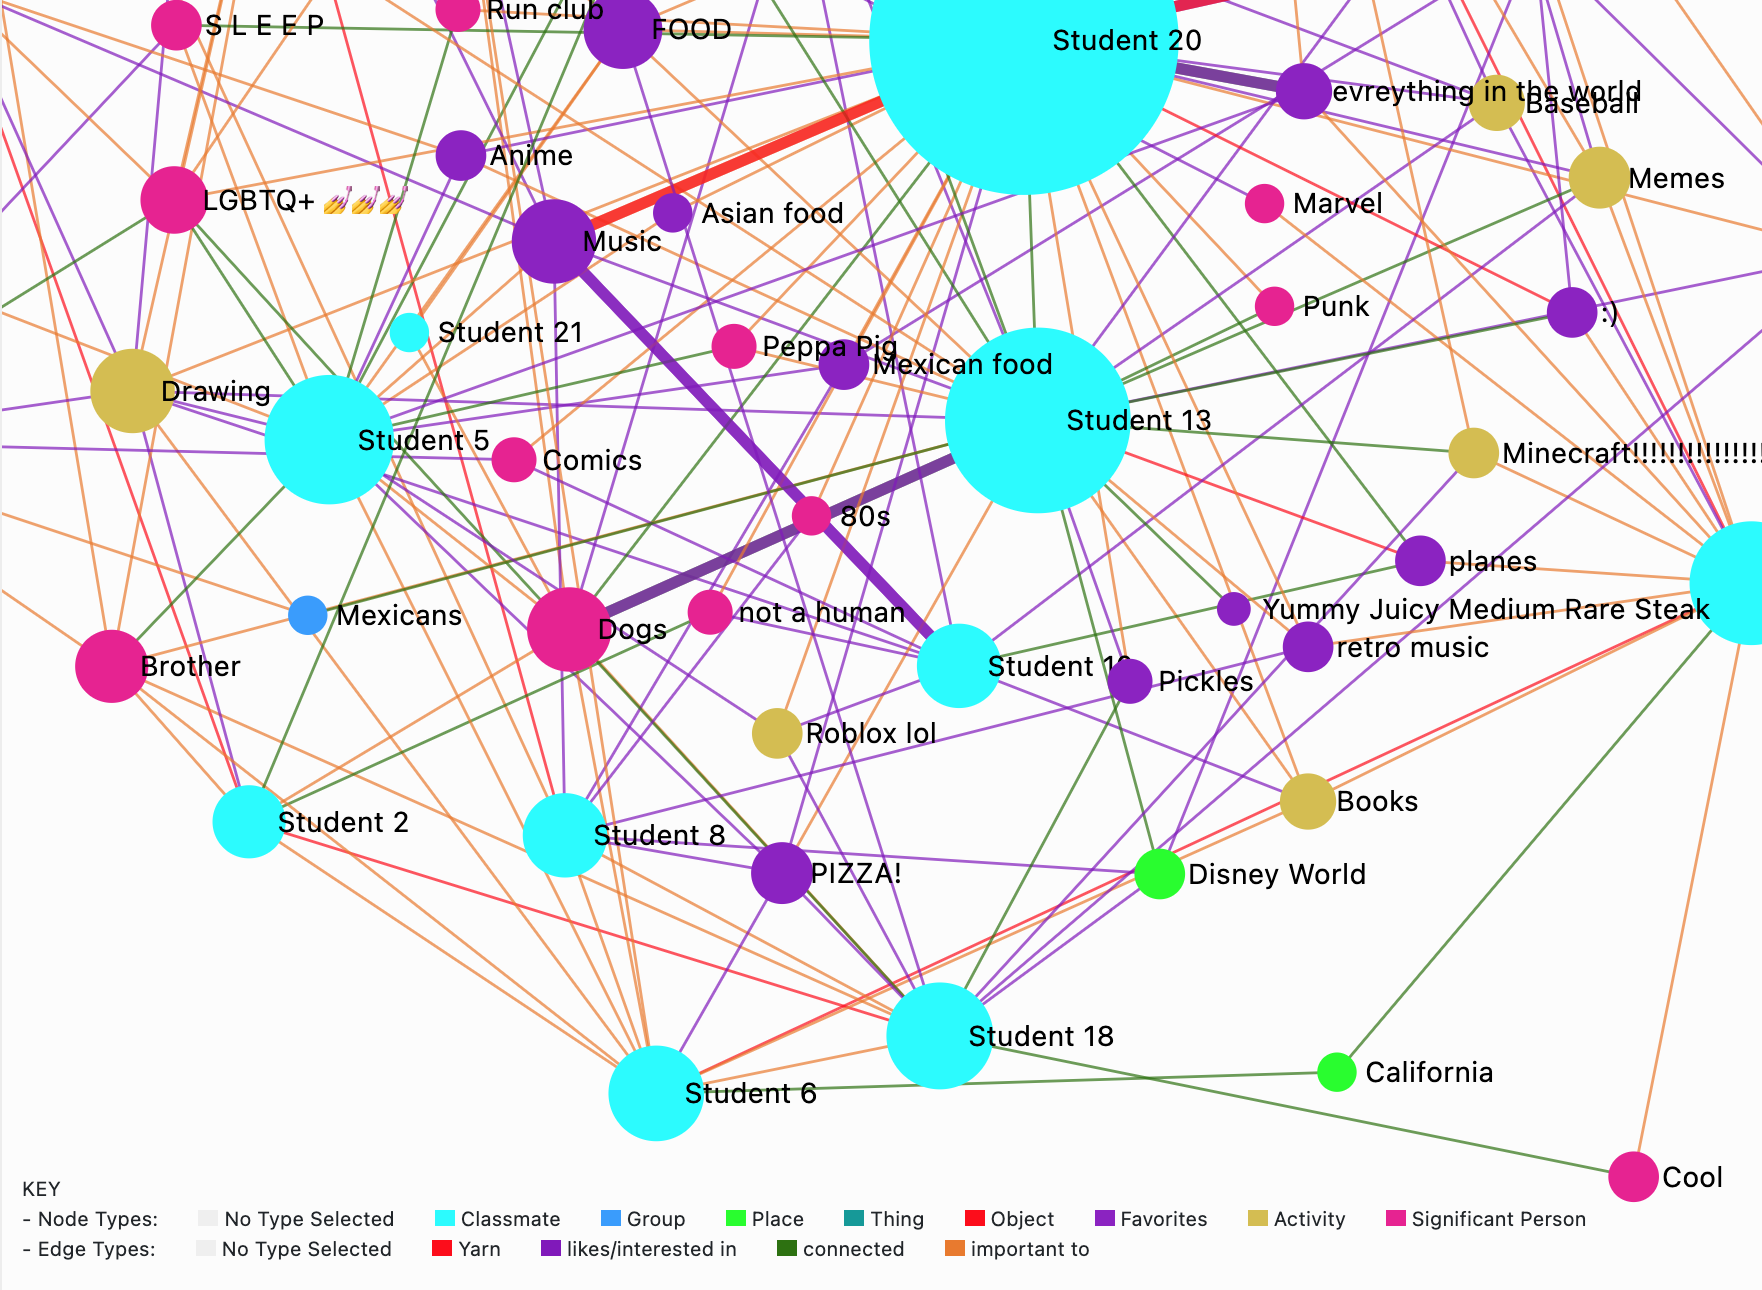 Run club
S L E E P
FOOD
Student 20
evreything in the world
Baseball
Anime
Memes
LGBTQ+ 💅💅💅
Asian food
Marvel
Music
Punk
:)
Student 21
Peppa Pig
Mexican food
Drawing
Student 13
Student 5
Comics
Minecraft!!!!!!!!!!!!!!!
80s
planes
Mexicans
not a human
Yummy Juicy Medium Rare Steak
Dogs
retro music
Brother
Student
Pickles
Roblox lol
Books
Student 2
Student 8
PIZZA!
Disney World
Student 18
California
Student 6
Cool
KEY
- Node Types: No Type Selected Classmate Group Place Thing Object Favorites Activity Significant Person
- Edge Types: No Type Selected Yarn likes/interested in connected important to